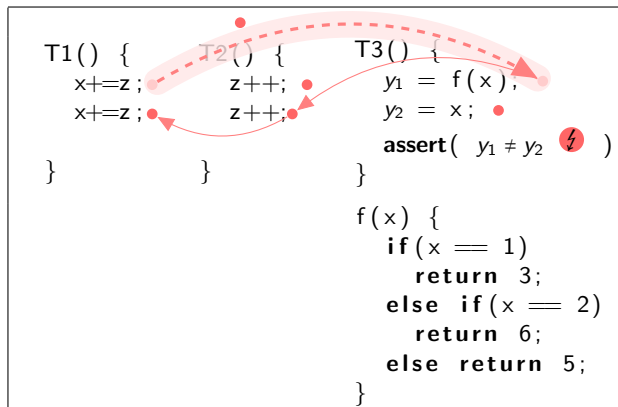 T1() {
x+=z;
x+=z;
}
T2() {
z++;
z++;
}
T3() {
y₁ = f(x);
y₂ = x;
assert( y₁ ≠ y₂ )
}
f(x) {
if(x == 1)
return 3;
else if(x == 2)
return 6;
else return 5;
}